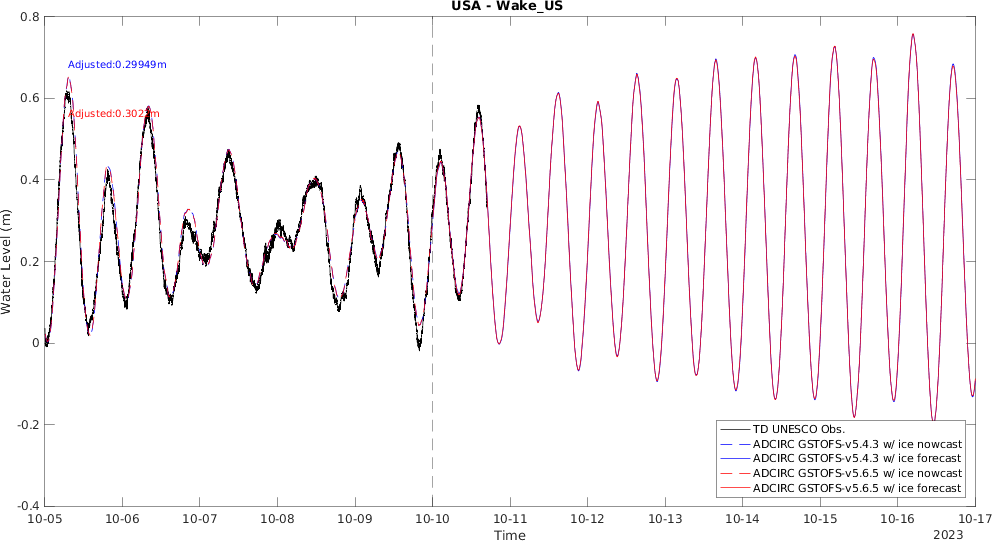 USA - Wake_US
0.8
0.6
0.4
0.2
0
-0.2
-0.4
Water Level (m)
Adjusted:0.29949m
TD UNESCO Obs.
ADCIRC GSTOFS-v5.4.3 w/ ice nowcast
ADCIRC GSTOFS-v5.4.3 w/ ice forecast
ADCIRC GSTOFS-v5.6.5 w/ ice nowcast
ADCIRC GSTOFS-v5.6.5 w/ ice forecast
10-05 10-06 10-07 10-08 10-09 10-10 10-11 10-12 10-13 10-14 10-15 10-16 10-17
Time
2023